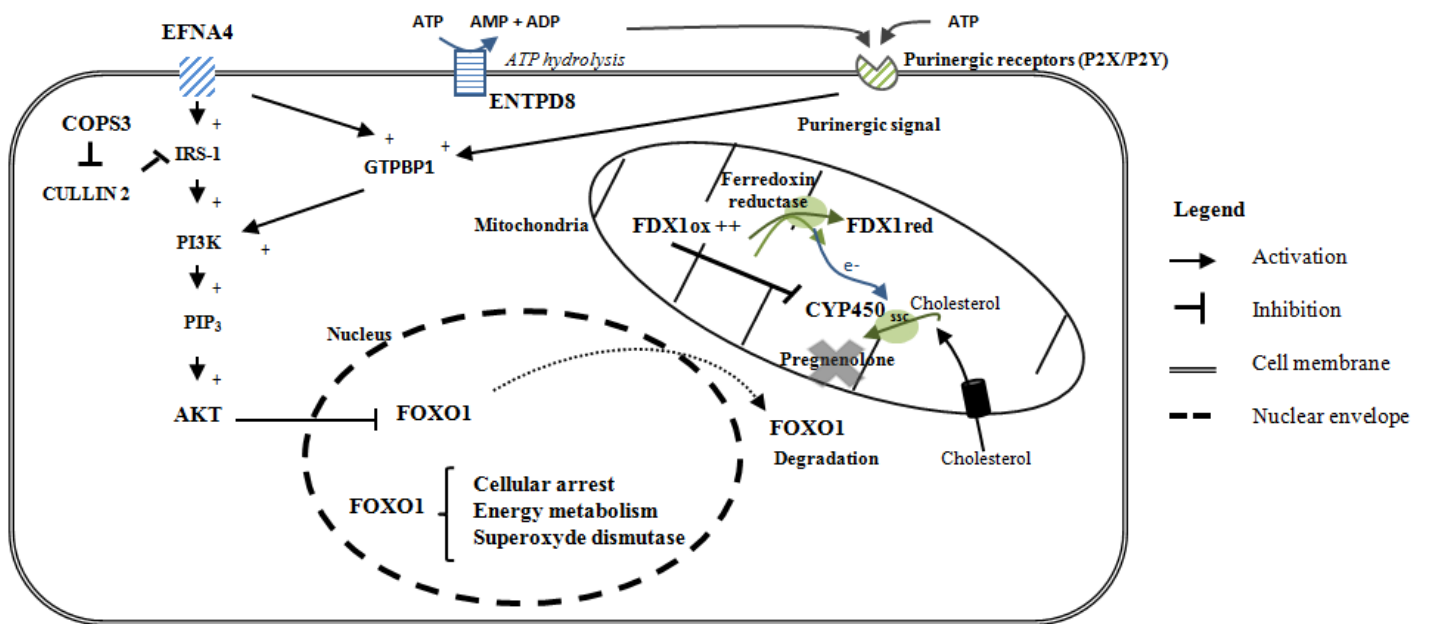 EFNA4
ATP
AMP + ADP
ATP
ATP hydrolysis
Purinergic receptors (P2X/P2Y)
ENTPD8
COPS3
+
Purinergic signal
+
+
IRS-1
GTPBP1
CULLIN 2
+
Ferredoxin
reductase
Mitochondria
FDX1ox ++
FDX1red
PI3K
+
e-
+
CYP450 SSC
Cholesterol
PIP3
Nucleus
Pregnenolone
+
AKT
FOXO1
FOXO1
Degradation
Cholesterol
FOXO1
Cellular arrest
Energy metabolism
Superoxyde dismutase
Legend
Activation
Inhibition
Cell membrane
Nuclear envelope